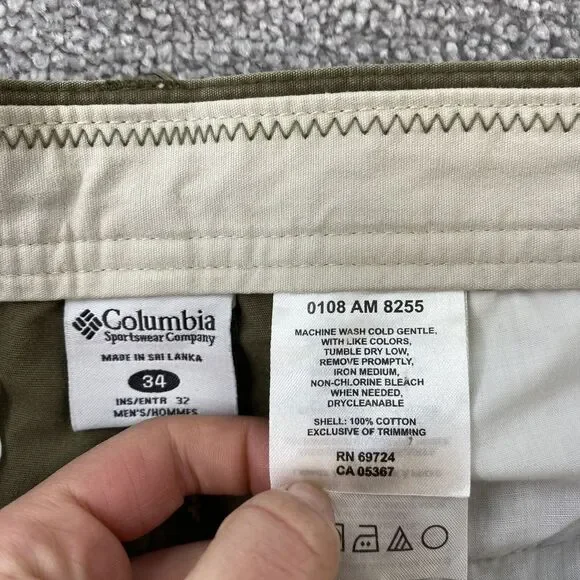 Columbia
Sportswear Company
MADE IN SRI LANKA
34
INS/ENTR 32
MEN'S/HOMMES
0108 AM 8255
MACHINE WASH COLD GENTLE,
WITH LIKE COLORS,
TUMBLE DRY LOW,
REMOVE PROMPTLY,
IRON MEDIUM,
NON-CHLORINE BLEACH
WHEN NEEDED,
DRYCLEANABLE
SHELL: 100% COTTON
EXCLUSIVE OF TRIMMING
RN 69724
CA 05367